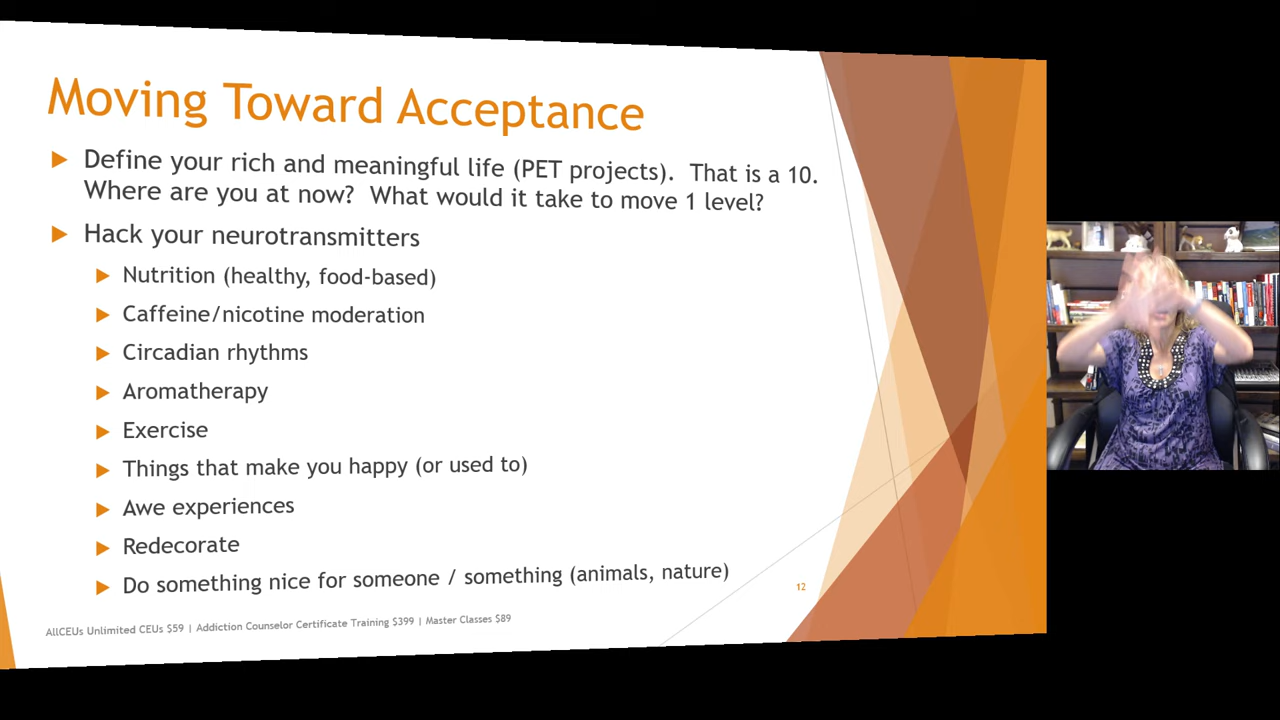 Moving Toward Acceptance
Define your rich and meaningful life (PET projects).  That is a 10.
Where are you at now?  What would it take to move 1 level?
Hack your neurotransmitters
Nutrition (healthy, food-based)
Caffeine/nicotine moderation
Circadian rhythms
Aromatherapy
Exercise
Things that make you happy (or used to)
Awe experiences
Redecorate
Do something nice for someone / something (animals, nature)
12
AllCEUs Unlimited CEUs $59 | Addiction Counselor Certificate Training $399 | Master Classes $89